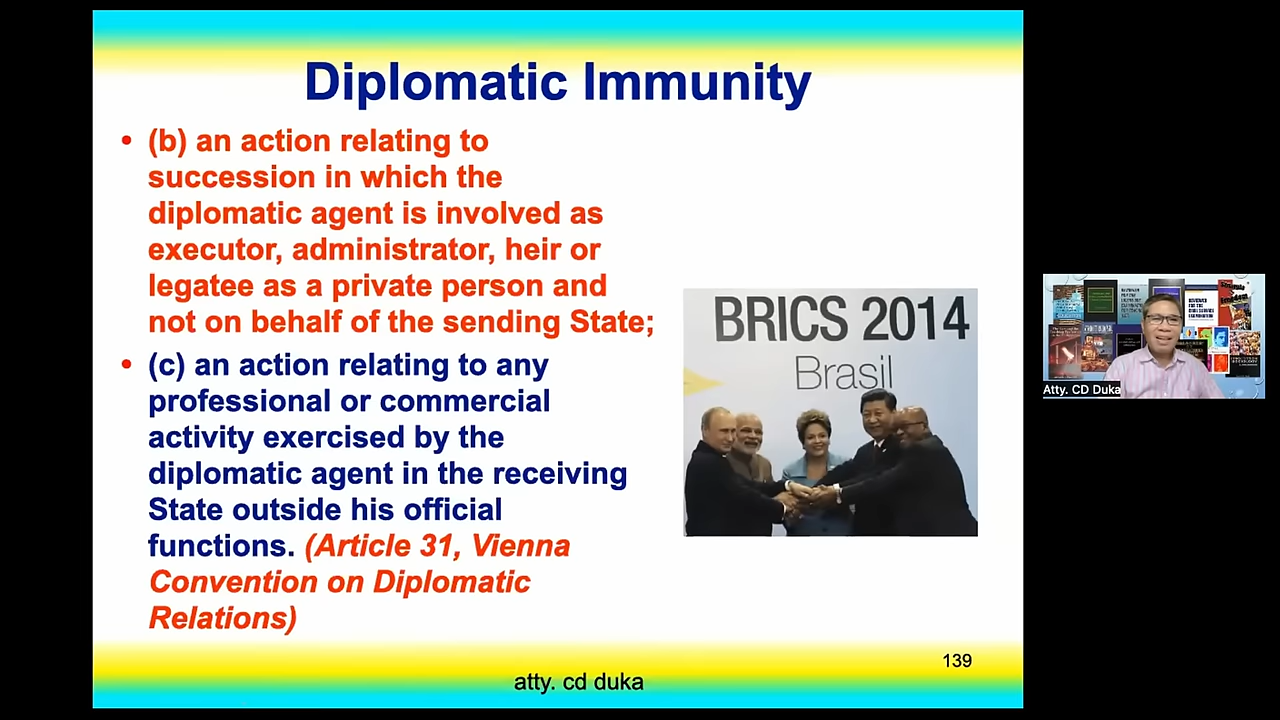 Diplomatic Immunity
• (b) an action relating to
succession in which the
diplomatic agent is involved as
executor, administrator, heir or
legatee as a private person and
not on behalf of the sending State;
• (c) an action relating to any
professional or commercial
activity exercised by the
diplomatic agent in the receiving
State outside his official
functions. (Article 31, Vienna
Convention on Diplomatic
Relations)
BRICS 2014
Brasil
139
atty. cd duka
Atty. CD Duka